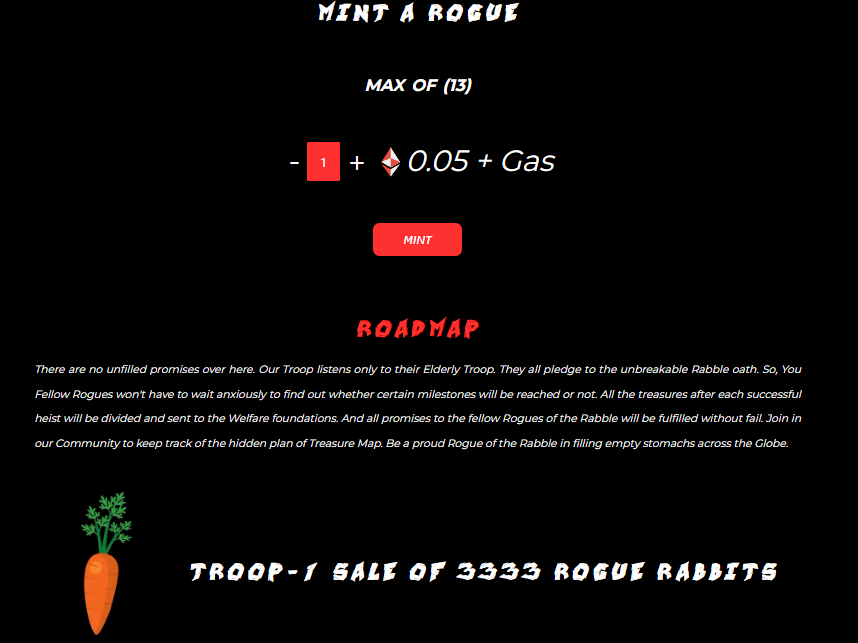 MINT A ROGUE
MAX OF (13)
- 1 + 0.05 + Gas
MINT
ROADMAP
There are no unfilled promises over here. Our Troop listens only to their Elderly Troop. They all pledge to the unbreakable Rabble oath. So, You
Fellow Rogues won't have to wait anxiously to find out whether certain milestones will be reached or not. All the treasures after each successful
heist will be divided and sent to the Welfare foundations. And all promises to the fellow Rogues of the Rabble will be fulfilled without fail. Join in
our Community to keep track of the hidden plan of Treasure Map. Be a proud Rogue of the Rabble in filling empty stomachs across the Globe.
TROOP-1 SALE OF 3333 ROGUE RABBITS